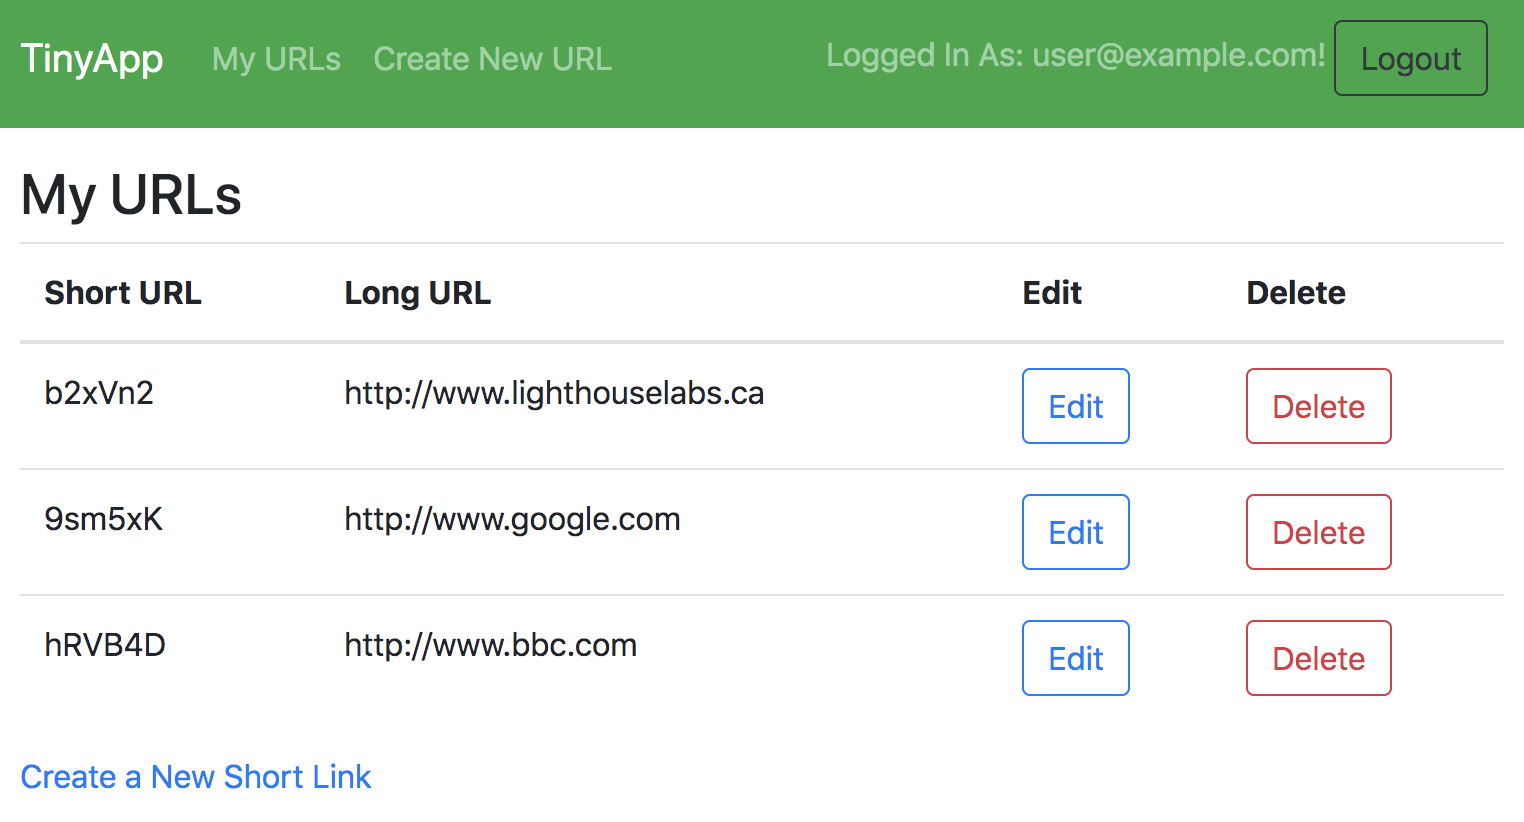 TinyApp My URLs Create New URL Logged In As: user@example.com! Logout
My URLs
Short URL Long URL Edit Delete
b2xVn2 http://www.lighthouselabs.ca Edit Delete
9sm5xK http://www.google.com Edit Delete
hRVB4D http://www.bbc.com Edit Delete
Create a New Short Link